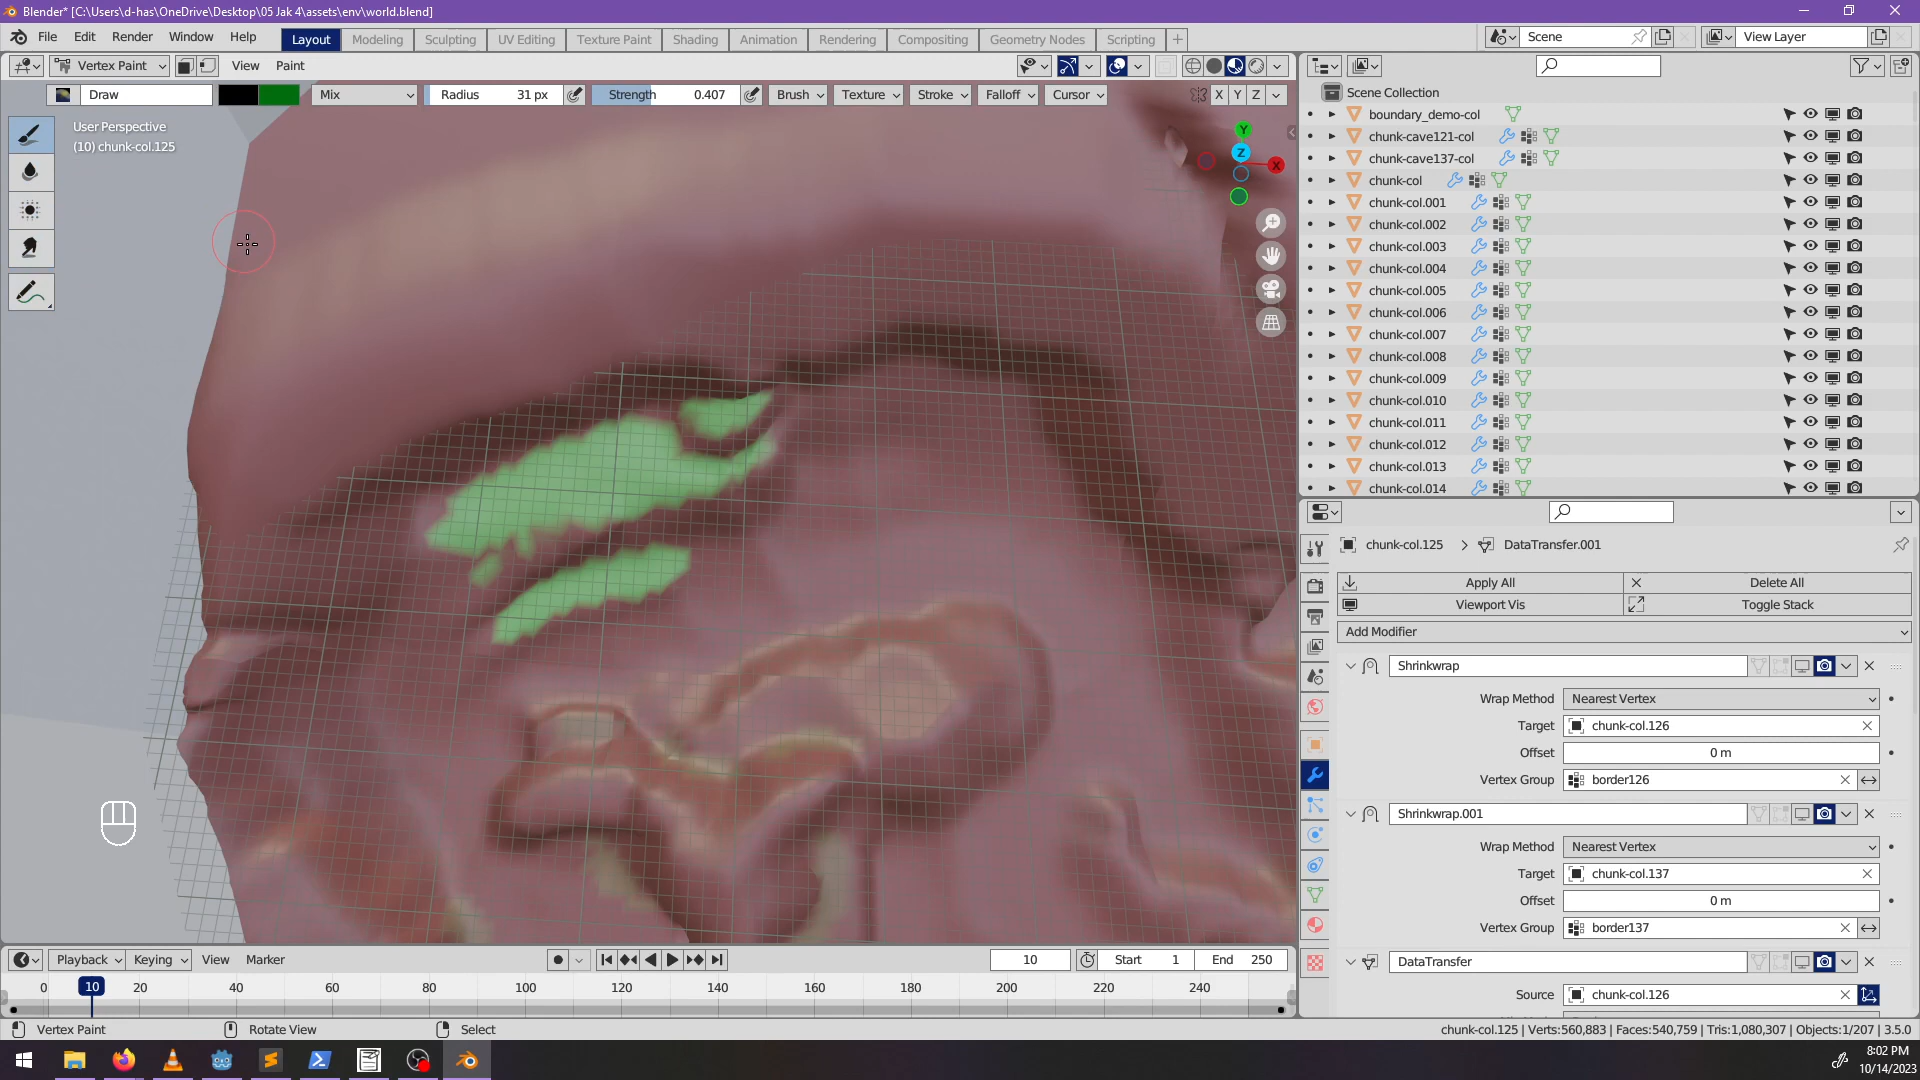 Blender* [C:\Users\d-has\OneDrive\Desktop\05 Jak 4\assets\env\world.blend]
File Edit Render Window Help Layout Modeling Sculpting UV Editing Texture Paint Shading Animation Rendering Compositing Geometry Nodes Scripting + Scene View Layer
Vertex Paint View Paint
Draw Mix Radius 31 px Strength 0.407 Brush Texture Stroke Falloff Cursor X Y Z
User Perspective
(10) chunk-col.125
Y
Z
X
Scene Collection
boundary_demo-col
chunk-cave121-col
chunk-cave137-col
chunk-col
chunk-col.001
chunk-col.002
chunk-col.003
chunk-col.004
chunk-col.005
chunk-col.006
chunk-col.007
chunk-col.008
chunk-col.009
chunk-col.010
chunk-col.011
chunk-col.012
chunk-col.013
chunk-col.014
chunk-col.125 > DataTransfer.001
Apply All Delete All
Viewport Vis Toggle Stack
Add Modifier
Shrinkwrap
Wrap Method Nearest Vertex
Target chunk-col.126
Offset 0 m
Vertex Group border126
Shrinkwrap.001
Wrap Method Nearest Vertex
Target chunk-col.137
Offset 0 m
Vertex Group border137
DataTransfer
Source chunk-col.126
Playback Keying View Marker 10 Start 1 End 250
0 10 20 40 60 80 100 120 140 160 180 200 220 240
Vertex Paint Rotate View Select chunk-col.125 | Verts:560,883 | Faces:540,759 | Tris:1,080,307 | Objects:1/207 | 3.5.0
8:02 PM
10/14/2023